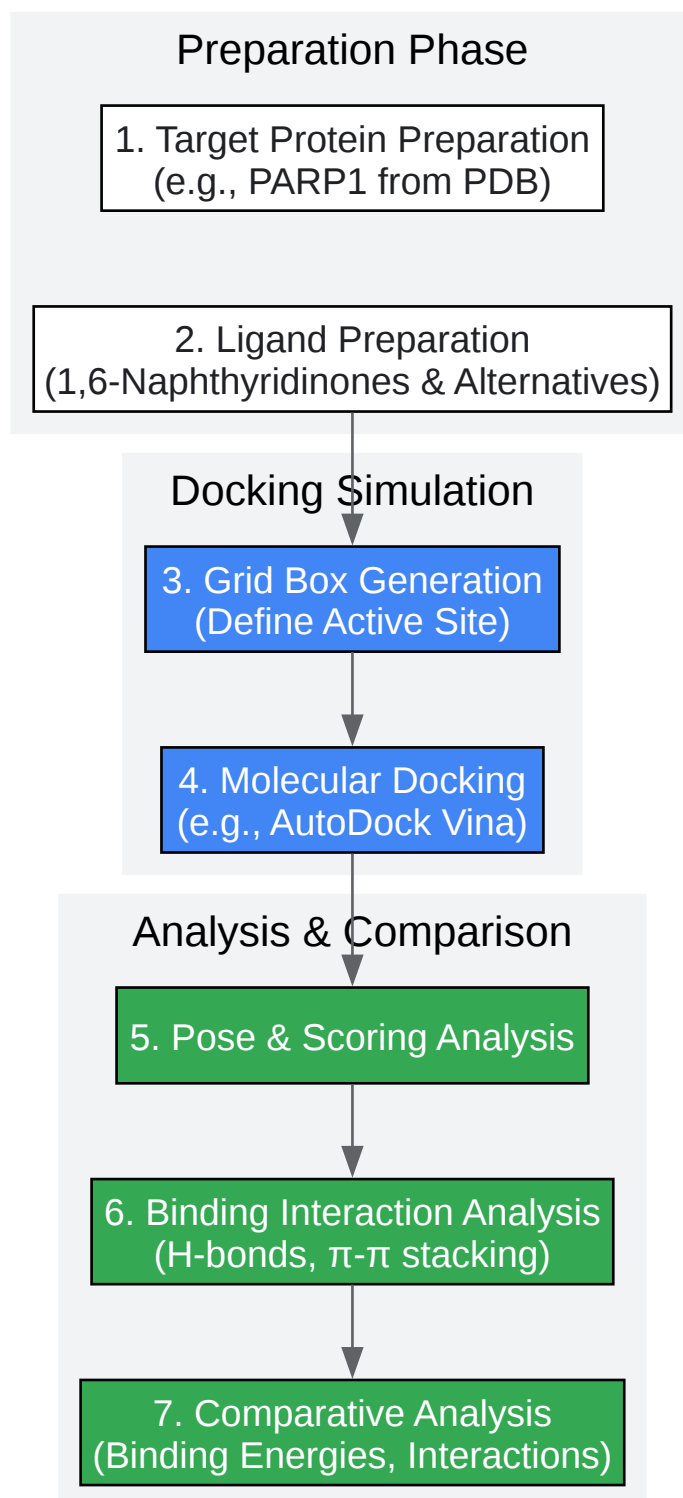 Preparation Phase
1. Target Protein Preparation
(e.g., PARP1 from PDB)
2. Ligand Preparation
(1,6-Naphthyridinones & Alternatives)
Docking Simulation
3. Grid Box Generation
(Define Active Site)
4. Molecular Docking
(e.g., AutoDock Vina)
Analysis & Comparison
5. Pose & Scoring Analysis
6. Binding Interaction Analysis
(H-bonds, π-π stacking)
7. Comparative Analysis
(Binding Energies, Interactions)